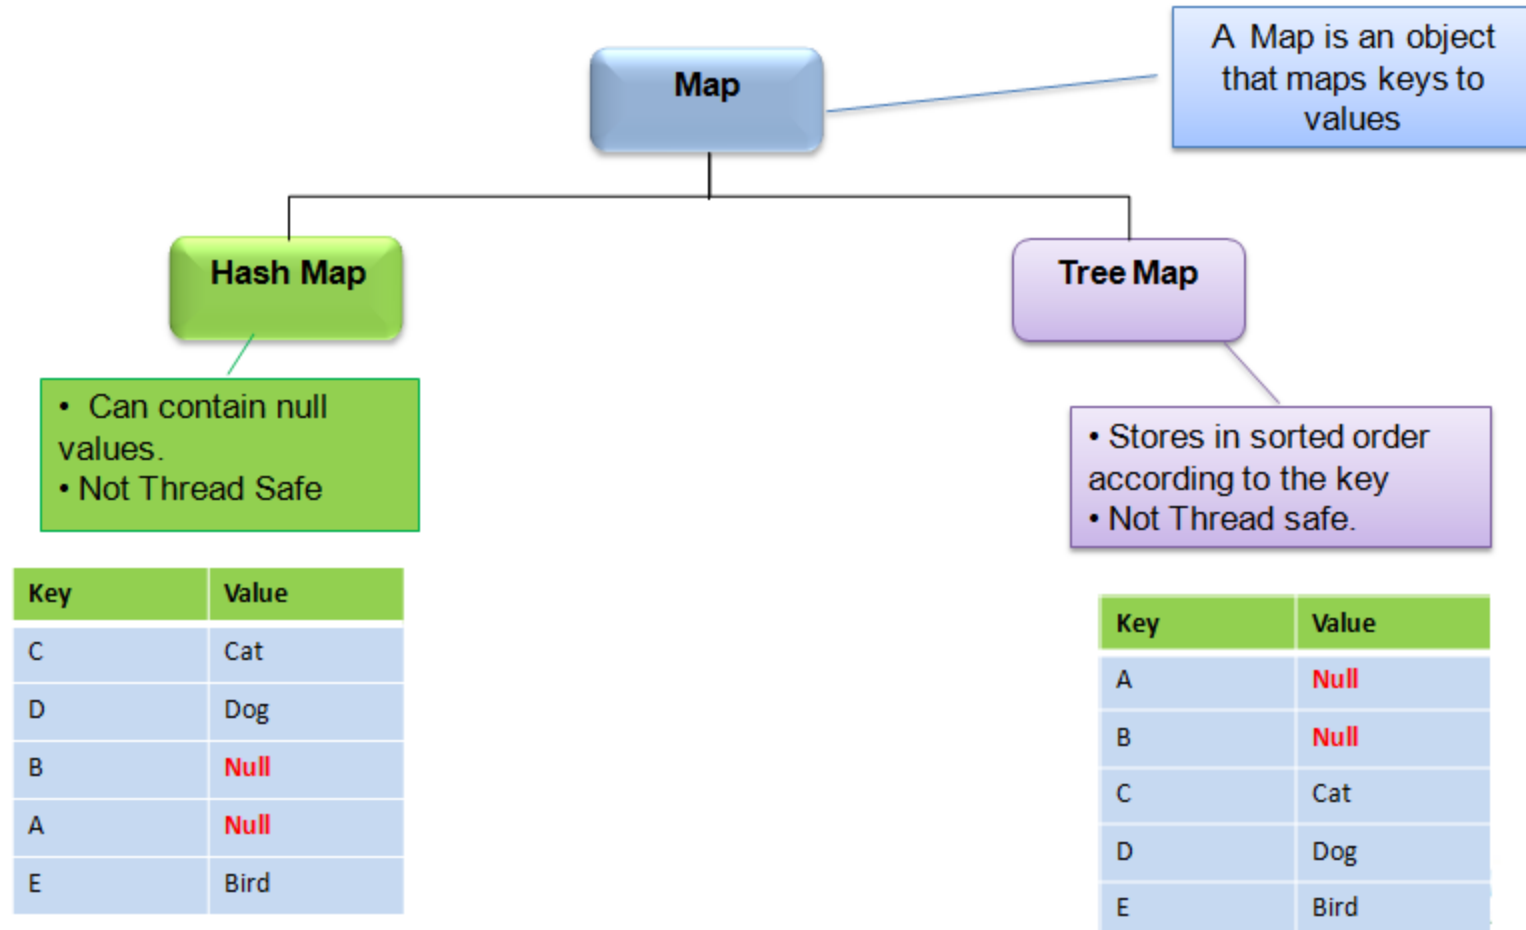 Map
A Map is an object
that maps keys to
values
Hash Map
Tree Map
• Can contain null
values.
• Not Thread Safe
• Stores in sorted order
according to the key
• Not Thread safe.
Key Value
C Cat
D Dog
B Null
A Null
E Bird
Key Value
A Null
B Null
C Cat
D Dog
E Bird